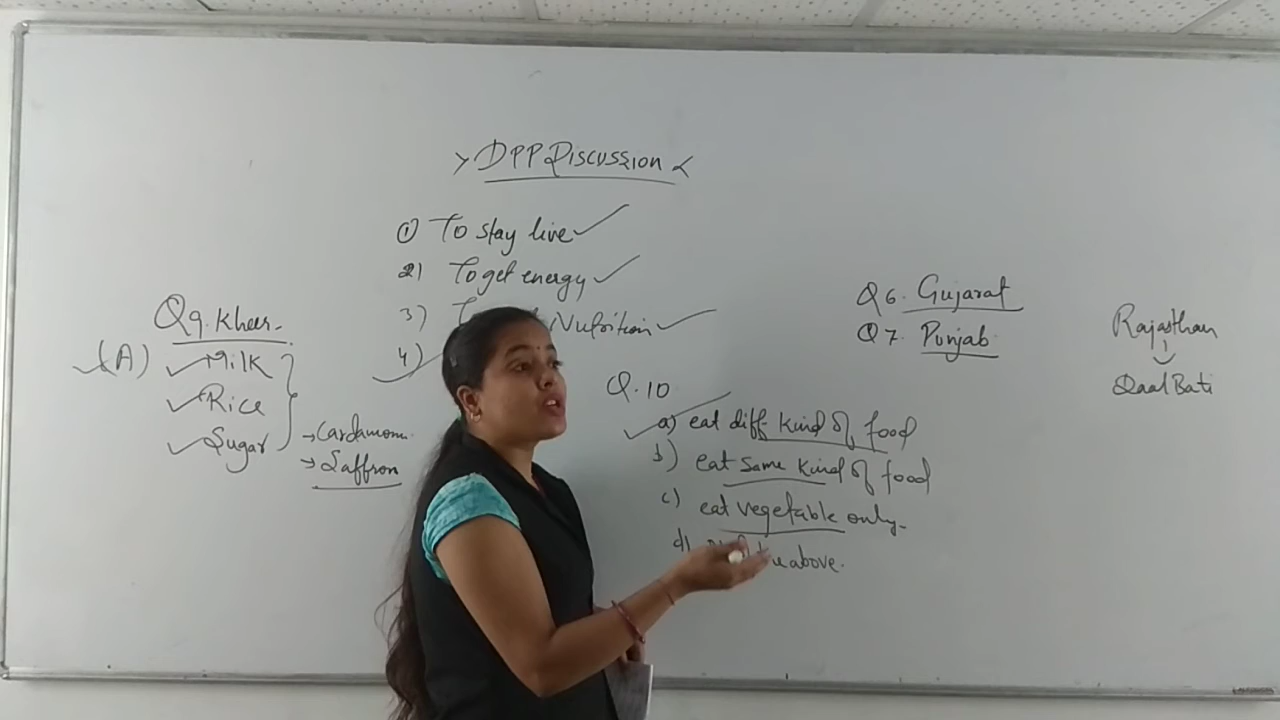 DPP Discussion
① To stay live
2) To get energy
3) Nutrition
4)
Q6. Gujarat
Q7. Punjab
Rajasthan
DaalBati
Q9. Kheer.
(A) Milk
Rice
Sugar
→ Cardamom
→ Saffron
Q.10
a) eat diff kind of food
b) eat same kind of food
c) eat vegetable only.
d) above.